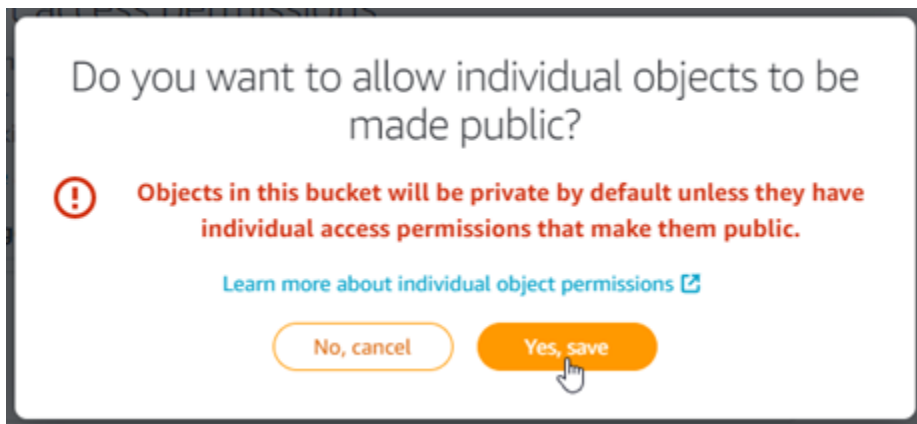 t access permissions
Do you want to allow individual objects to be
made public?
Objects in this bucket will be private by default unless they have
individual access permissions that make them public.
Learn more about individual object permissions
No, cancel
Yes, save